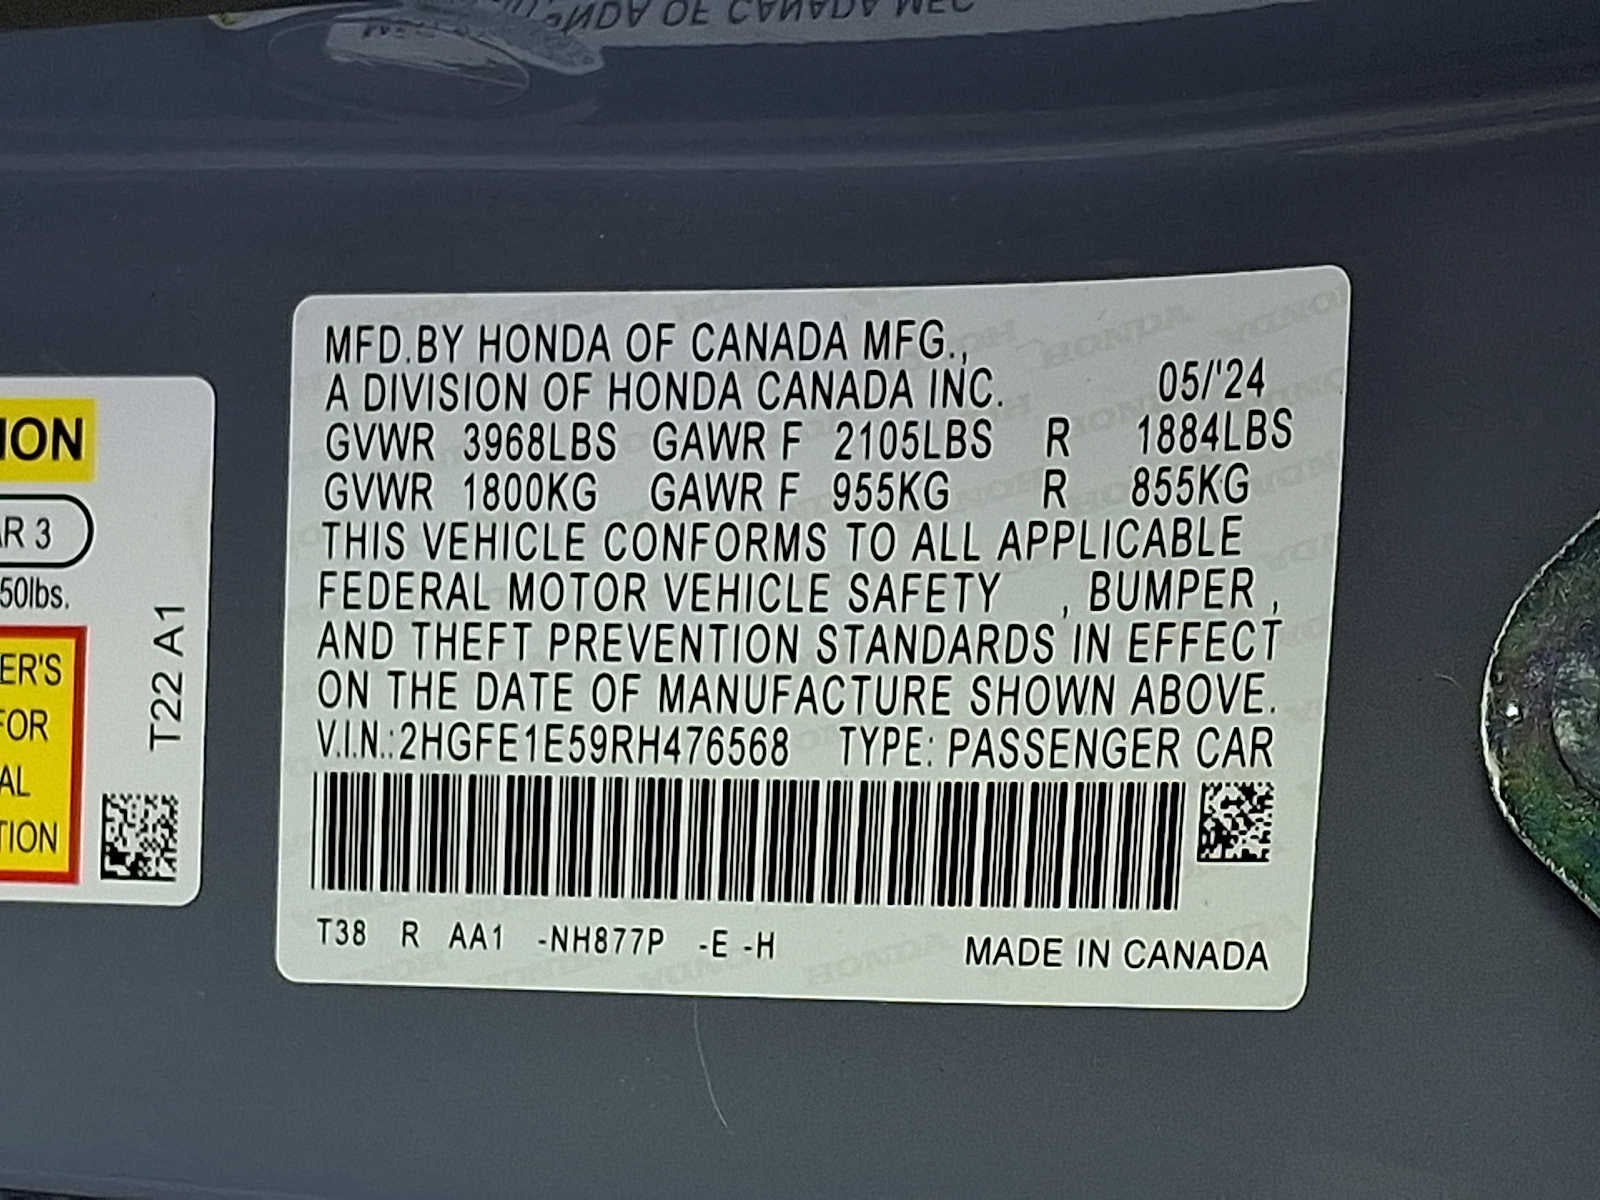 MFD.BY HONDA OF CANADA MFG.,
A DIVISION OF HONDA CANADA INC. 05/'24
GVWR 3968LBS GAWR F 2105LBS R 1884LBS
GVWR 1800KG GAWR F 955KG R 855KG
THIS VEHICLE CONFORMS TO ALL APPLICABLE
FEDERAL MOTOR VEHICLE SAFETY , BUMPER ,
AND THEFT PREVENTION STANDARDS IN EFFECT
ON THE DATE OF MANUFACTURE SHOWN ABOVE.
V.I.N.:2HGFE1E59RH476568 TYPE: PASSENGER CAR
T38 R AA1 -NH877P -E -H MADE IN CANADA
ION
AR 3
50lbs.
ER'S
FOR
AL
TION
T22 A1